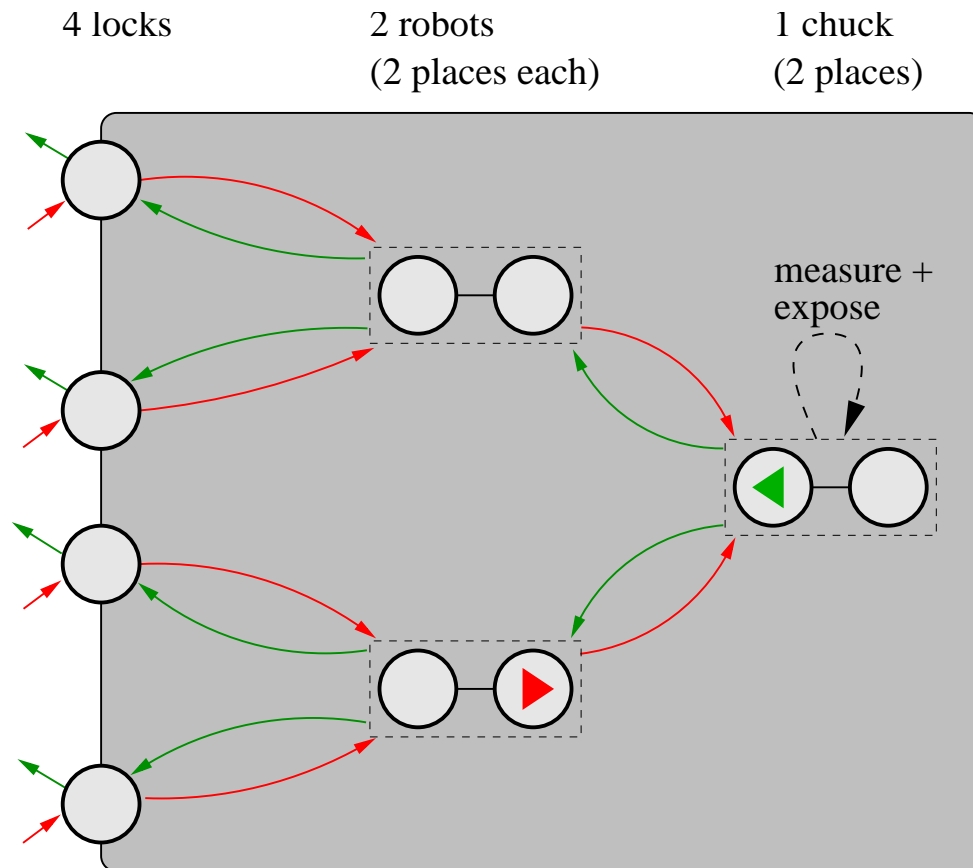 4 locks
2 robots
(2 places each)
1 chuck
(2 places)
measure +
expose